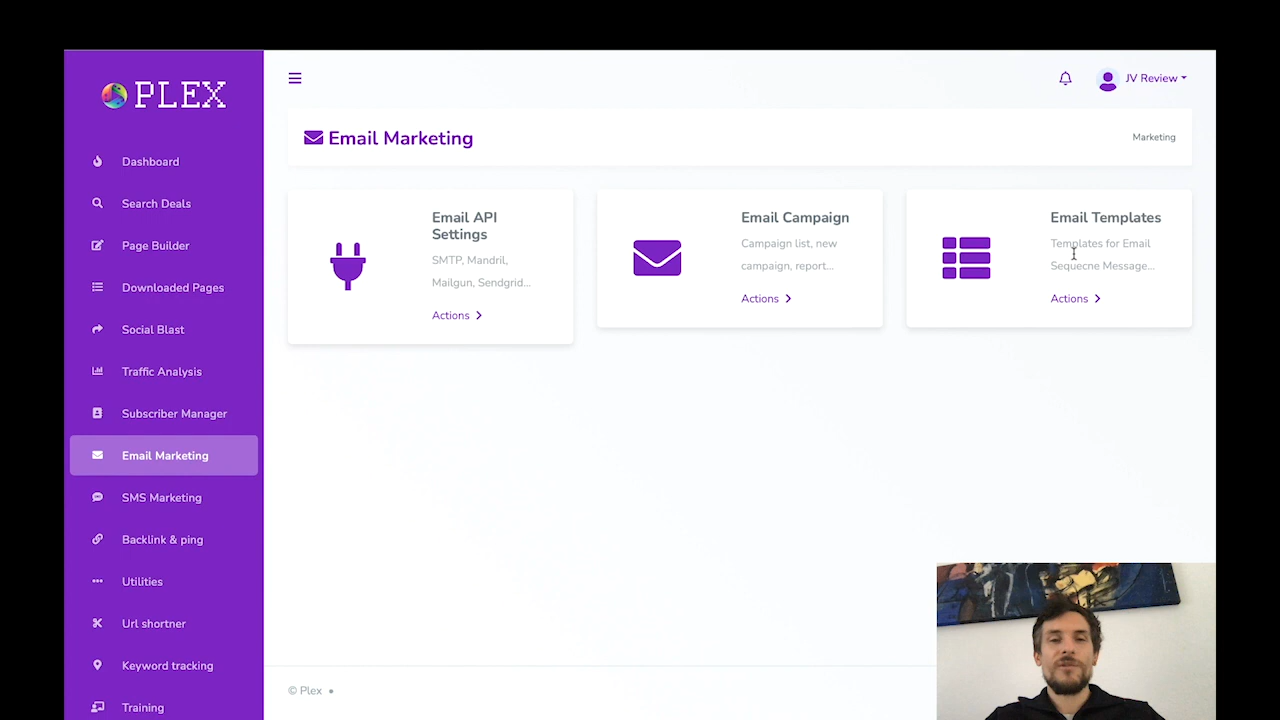 PLEX
JV Review
Email Marketing
Marketing
Dashboard
Search Deals
Page Builder
Downloaded Pages
Social Blast
Traffic Analysis
Subscriber Manager
Email Marketing
SMS Marketing
Backlink & ping
Utilities
Url shortner
Keyword tracking
Training
Email API
Settings
SMTP, Mandril,
Mailgun, Sendgrid...
Actions
Email Campaign
Campaign list, new
campaign, report...
Actions
Email Templates
Templates for Email
Sequecne Message...
Actions
© Plex •